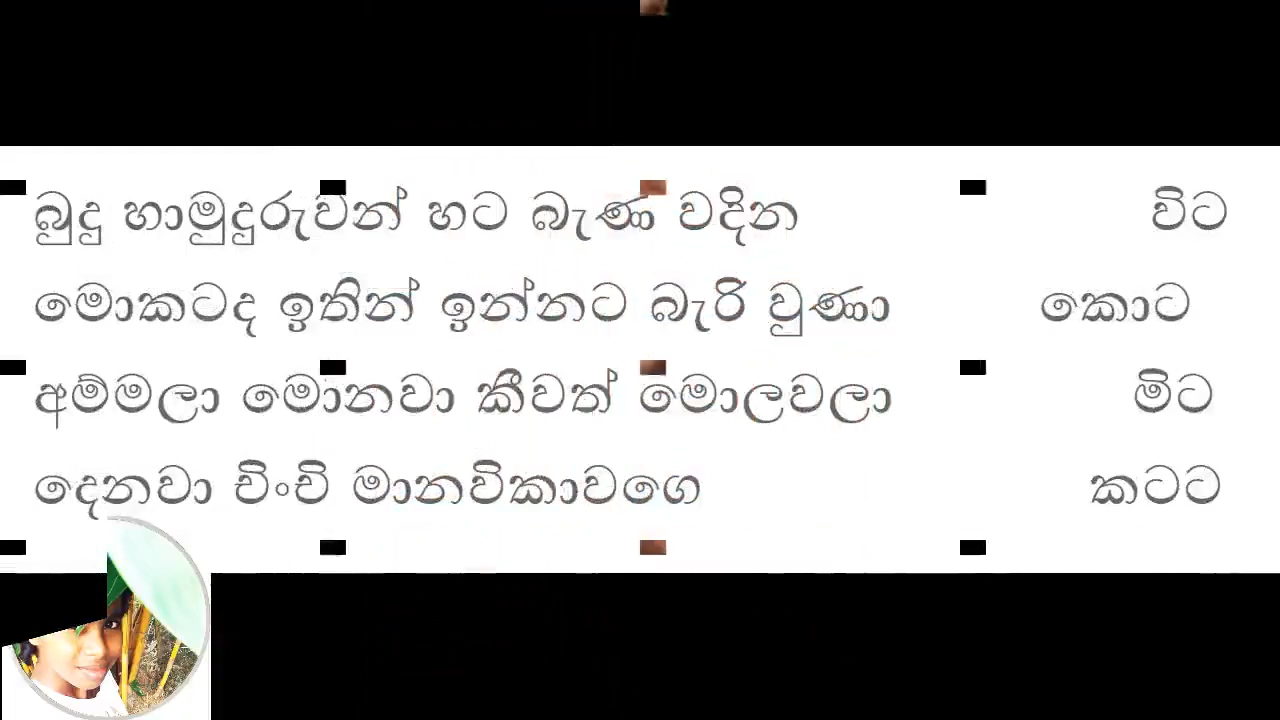 බුදු හාමුදුරුවන් හට බැණ වදින විට
මොකටද ඉතින් ඉන්නට බැරි වුණා කොට
අම්මලා මොනවා කීවත් මොලවලා මිට
දෙනවා චිංචි මානවිකාවගෙ කටට